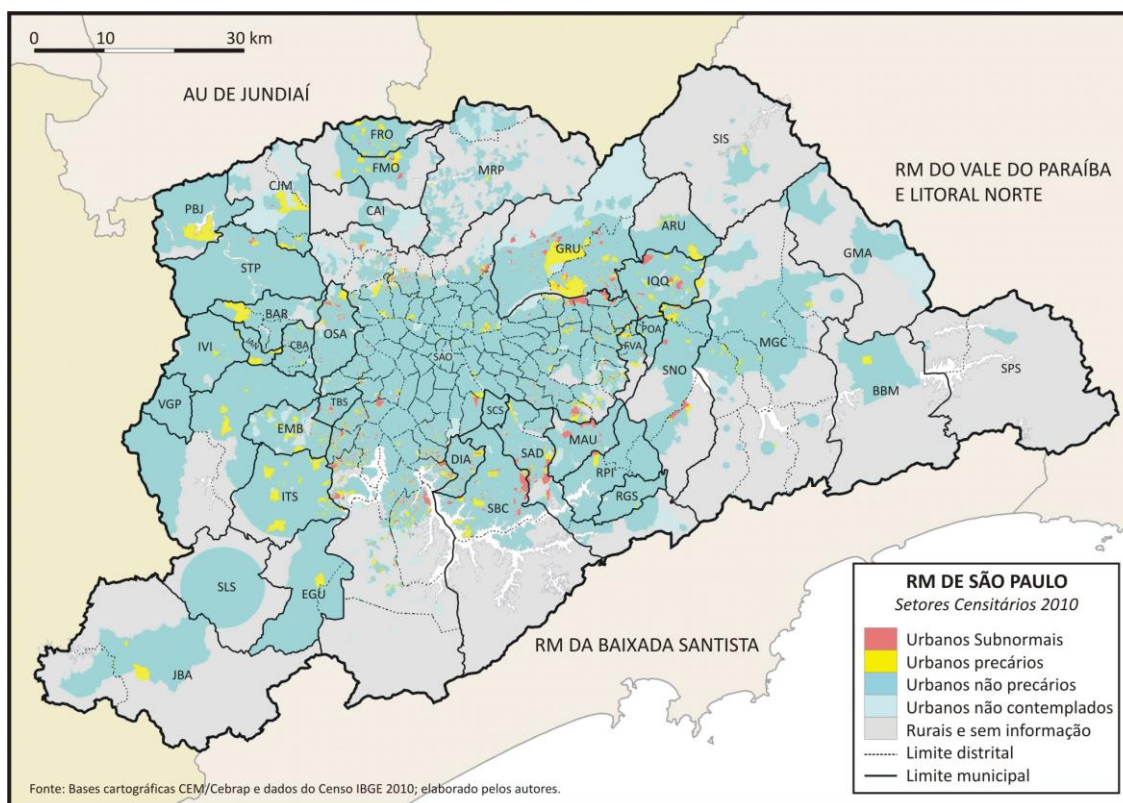 0 10 30 km
AU DE JUNDIAÍ
RM DO VALE DO PARAÍBA
E LITORAL NORTE
FRO
FMO
MRP
SIS
CJM
PBJ
CAI
ARU
GRU
GMA
STP
IQQ
BAR
OSA
JAN
CBA
IVI
POA
FVA
SAO
MGC
SNO
BBM
SPS
VGP
TBS
EMB
SCS
MAU
DIA
SAD
RPI
ITS
SBC
RGS
SLS
EGU
JBA
RM DA BAIXADA SANTISTA
RM DE SÃO PAULO
Setores Censitários 2010
Urbanos Subnormais
Urbanos precários
Urbanos não precários
Urbanos não contemplados
Rurais e sem informação
Limite distrital
Limite municipal
Fonte: Bases cartográficas CEM/Cebrap e dados do Censo IBGE 2010; elaborado pelos autores.